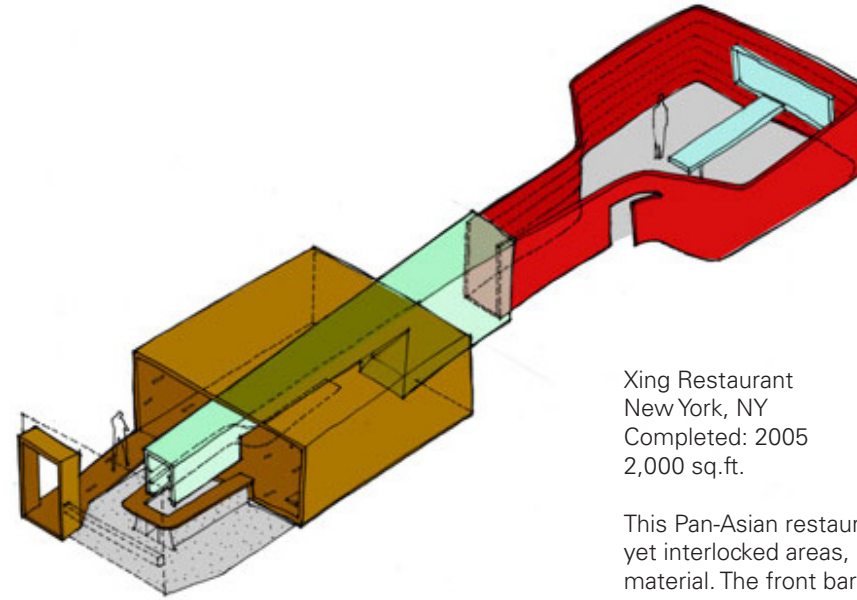 Xing Restaurant
New York, NY
Completed: 2005
2,000 sq.ft.
This Pan-Asian restaur
yet interlocked areas,
material. The front bar